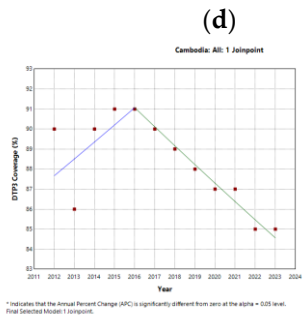 (d)
Cambodia: All: 1 Joinpoint
93
92
91
90
89
88
87
86
85
84
83
DTP3 Coverage (%)
2011 2012 2013 2014 2015 2016 2017 2018 2019 2020 2021 2022 2023 2024
Year
* Indicates that the Annual Percent Change (APC) is significantly different from zero at the alpha = 0.05 level.
Final Selected Model: 1 Joinpoint.